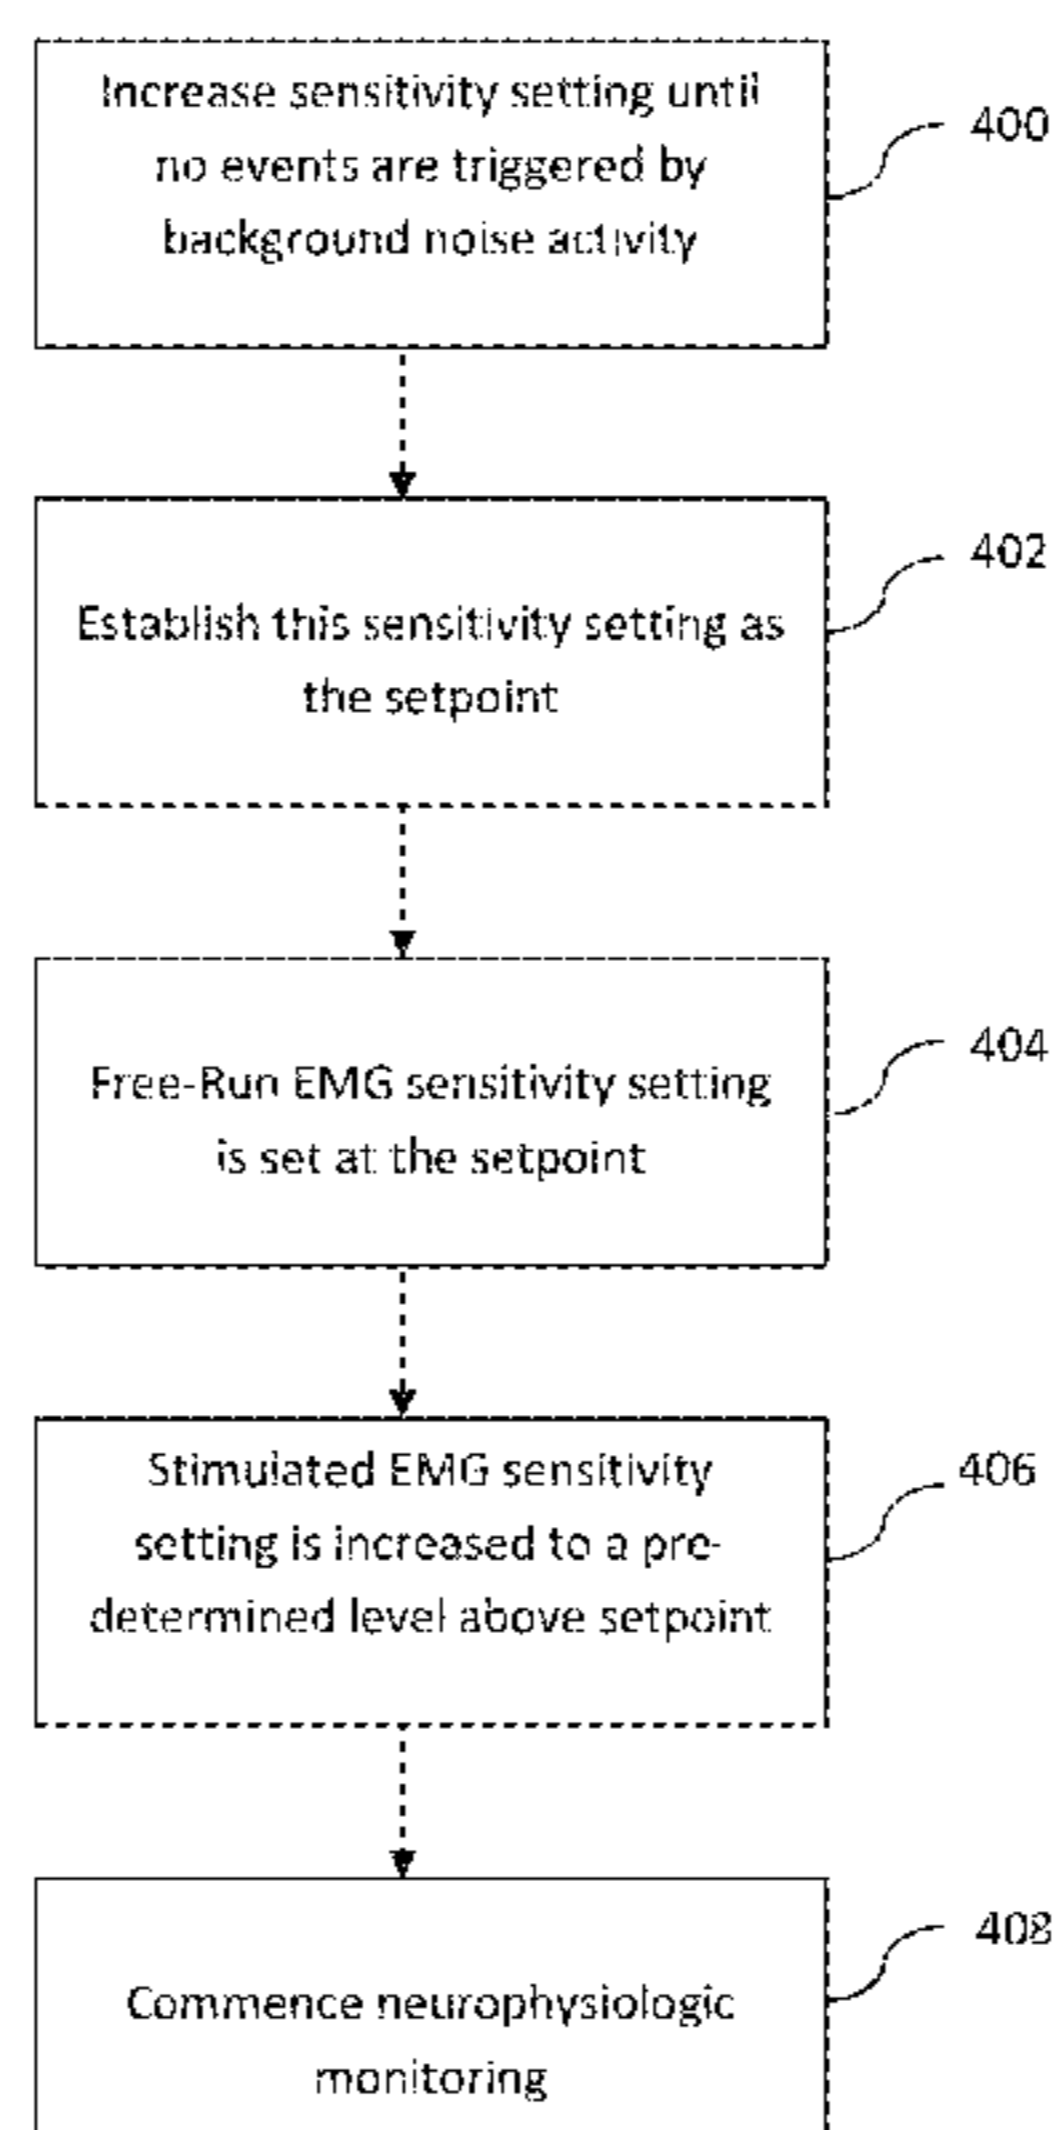 Increase sensitivity setting until
no events are triggered by
background noise activity
400
Establish this sensitivity setting as
the setpoint
402
Free-Run EMG sensitivity setting
is set at the setpoint
404
Stimulated EMG sensitivity
setting is increased to a pre-
determined level above setpoint
406
Commence neurophysiologic
monitoring
408